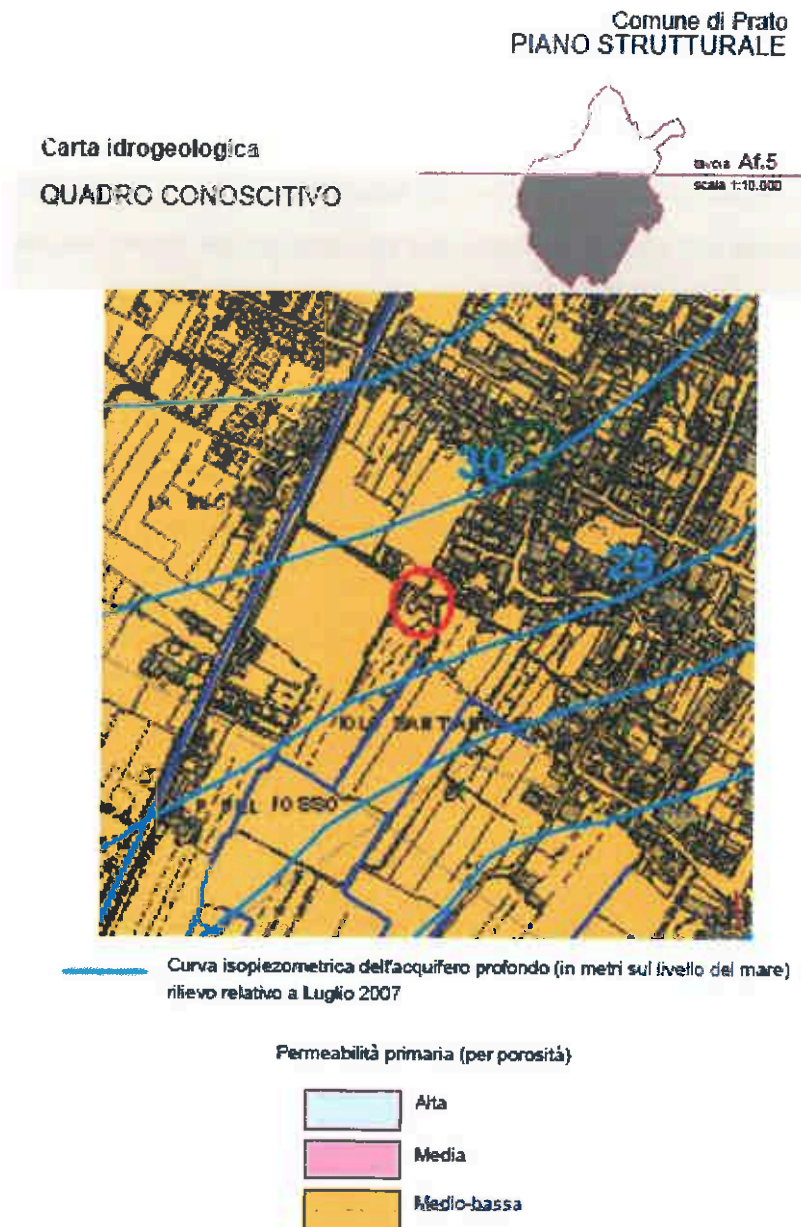 Comune di Prato
PIANO STRUTTURALE
Carta idrogeologica
tavola Af.5
scala 1:10.000
QUADRO CONOSCITIVO
30
29
Curva isopiezometrica dell'acquifero profondo (in metri sul livello del mare)
rilievo relativo a Luglio 2007
Permeabilità primaria (per porosità)
Alta
Media
Medio-bassa